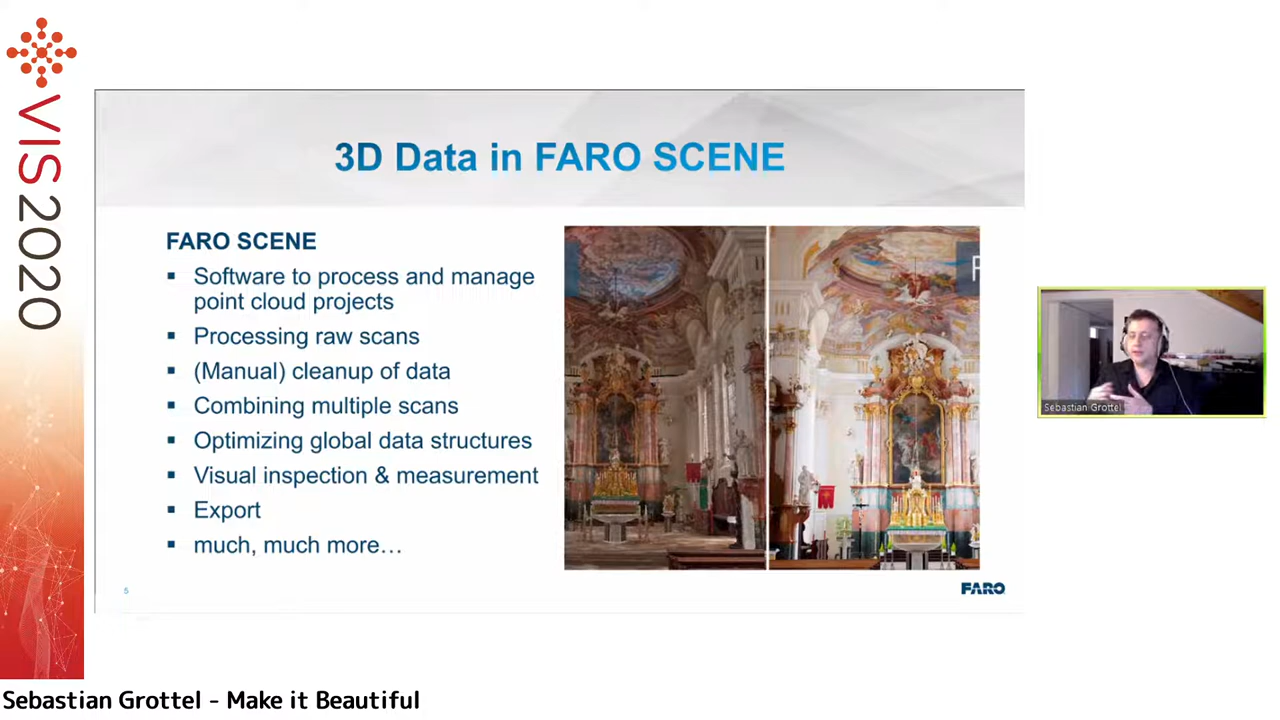 VIS2020
3D Data in FARO SCENE
FARO SCENE
▪ Software to process and manage
point cloud projects
▪ Processing raw scans
▪ (Manual) cleanup of data
▪ Combining multiple scans
▪ Optimizing global data structures
▪ Visual inspection & measurement
▪ Export
▪ much, much more…
F
5
FARO
Sebastian Grottel
Sebastian Grottel - Make it Beautiful